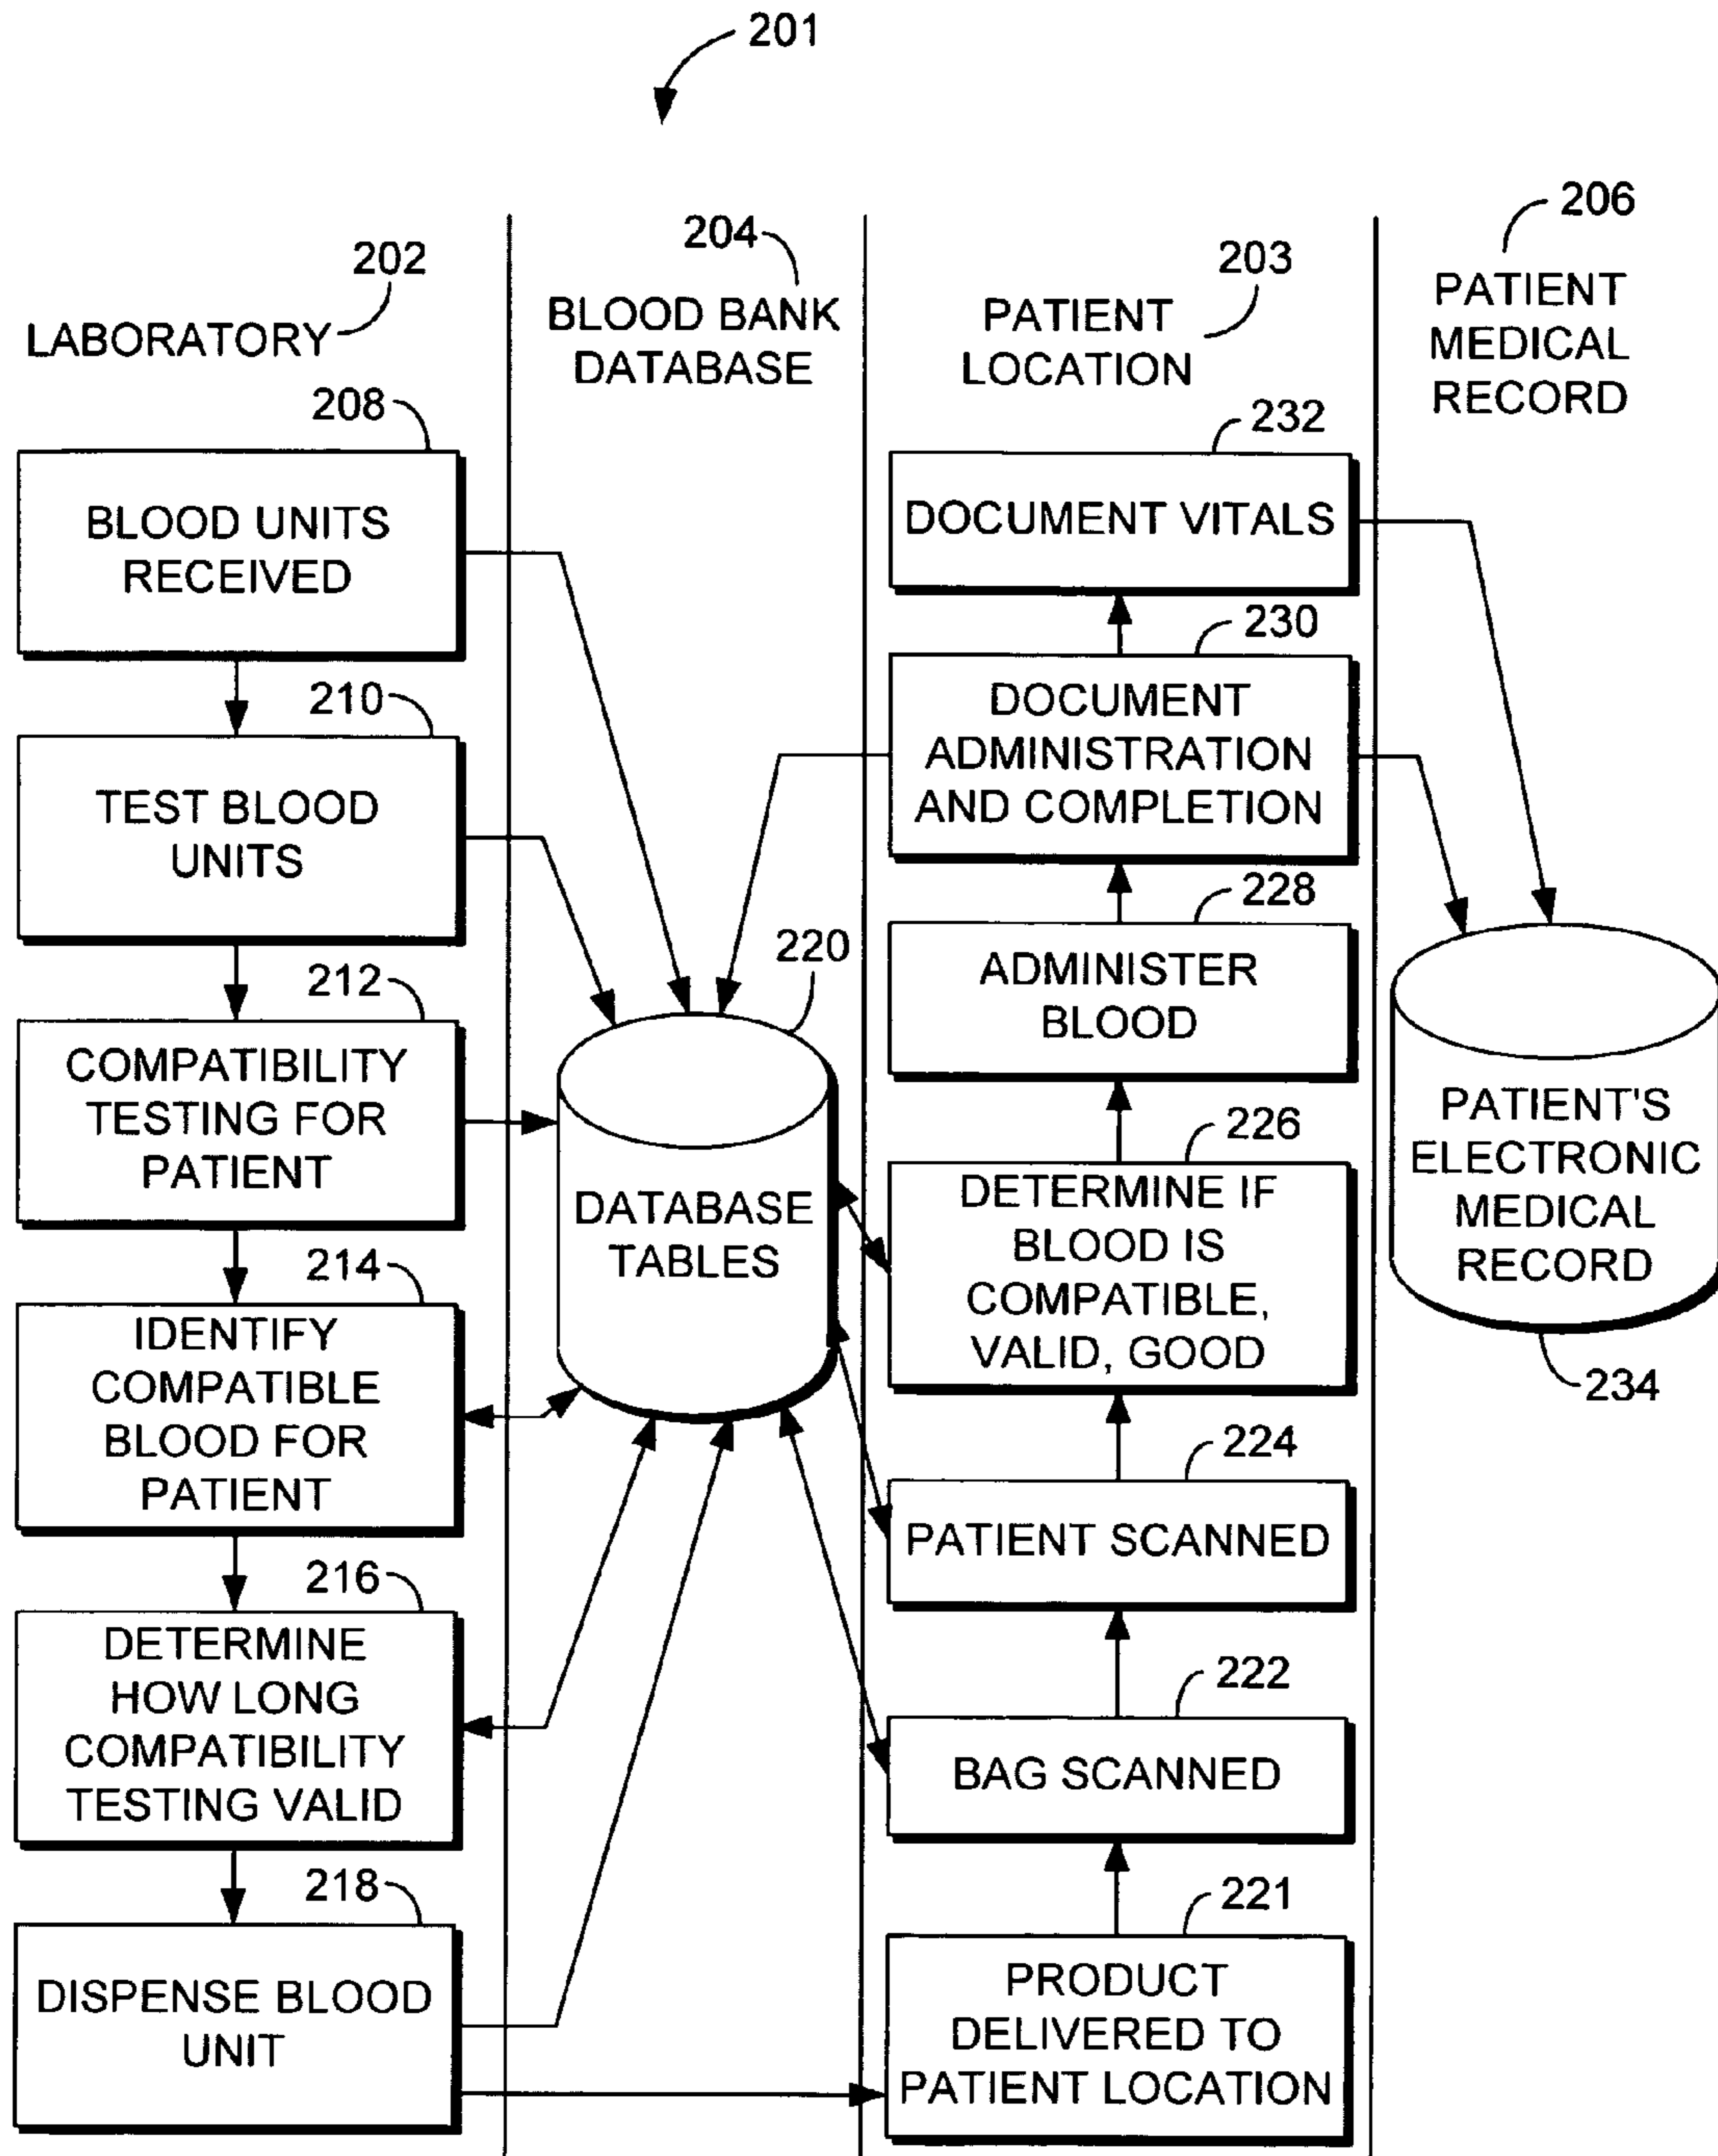 201
202
LABORATORY
208
BLOOD UNITS
RECEIVED
210
TEST BLOOD
UNITS
212
COMPATIBILITY
TESTING FOR
PATIENT
214
IDENTIFY
COMPATIBLE
BLOOD FOR
PATIENT
216
DETERMINE
HOW LONG
COMPATIBILITY
TESTING VALID
218
DISPENSE BLOOD
UNIT
204
BLOOD BANK
DATABASE
220
DATABASE
TABLES
203
PATIENT
LOCATION
232
DOCUMENT VITALS
230
DOCUMENT
ADMINISTRATION
AND COMPLETION
228
ADMINISTER
BLOOD
226
DETERMINE IF
BLOOD IS
COMPATIBLE,
VALID, GOOD
224
PATIENT SCANNED
222
BAG SCANNED
221
PRODUCT
DELIVERED TO
PATIENT LOCATION
206
PATIENT
MEDICAL
RECORD
PATIENT'S
ELECTRONIC
MEDICAL
RECORD
234